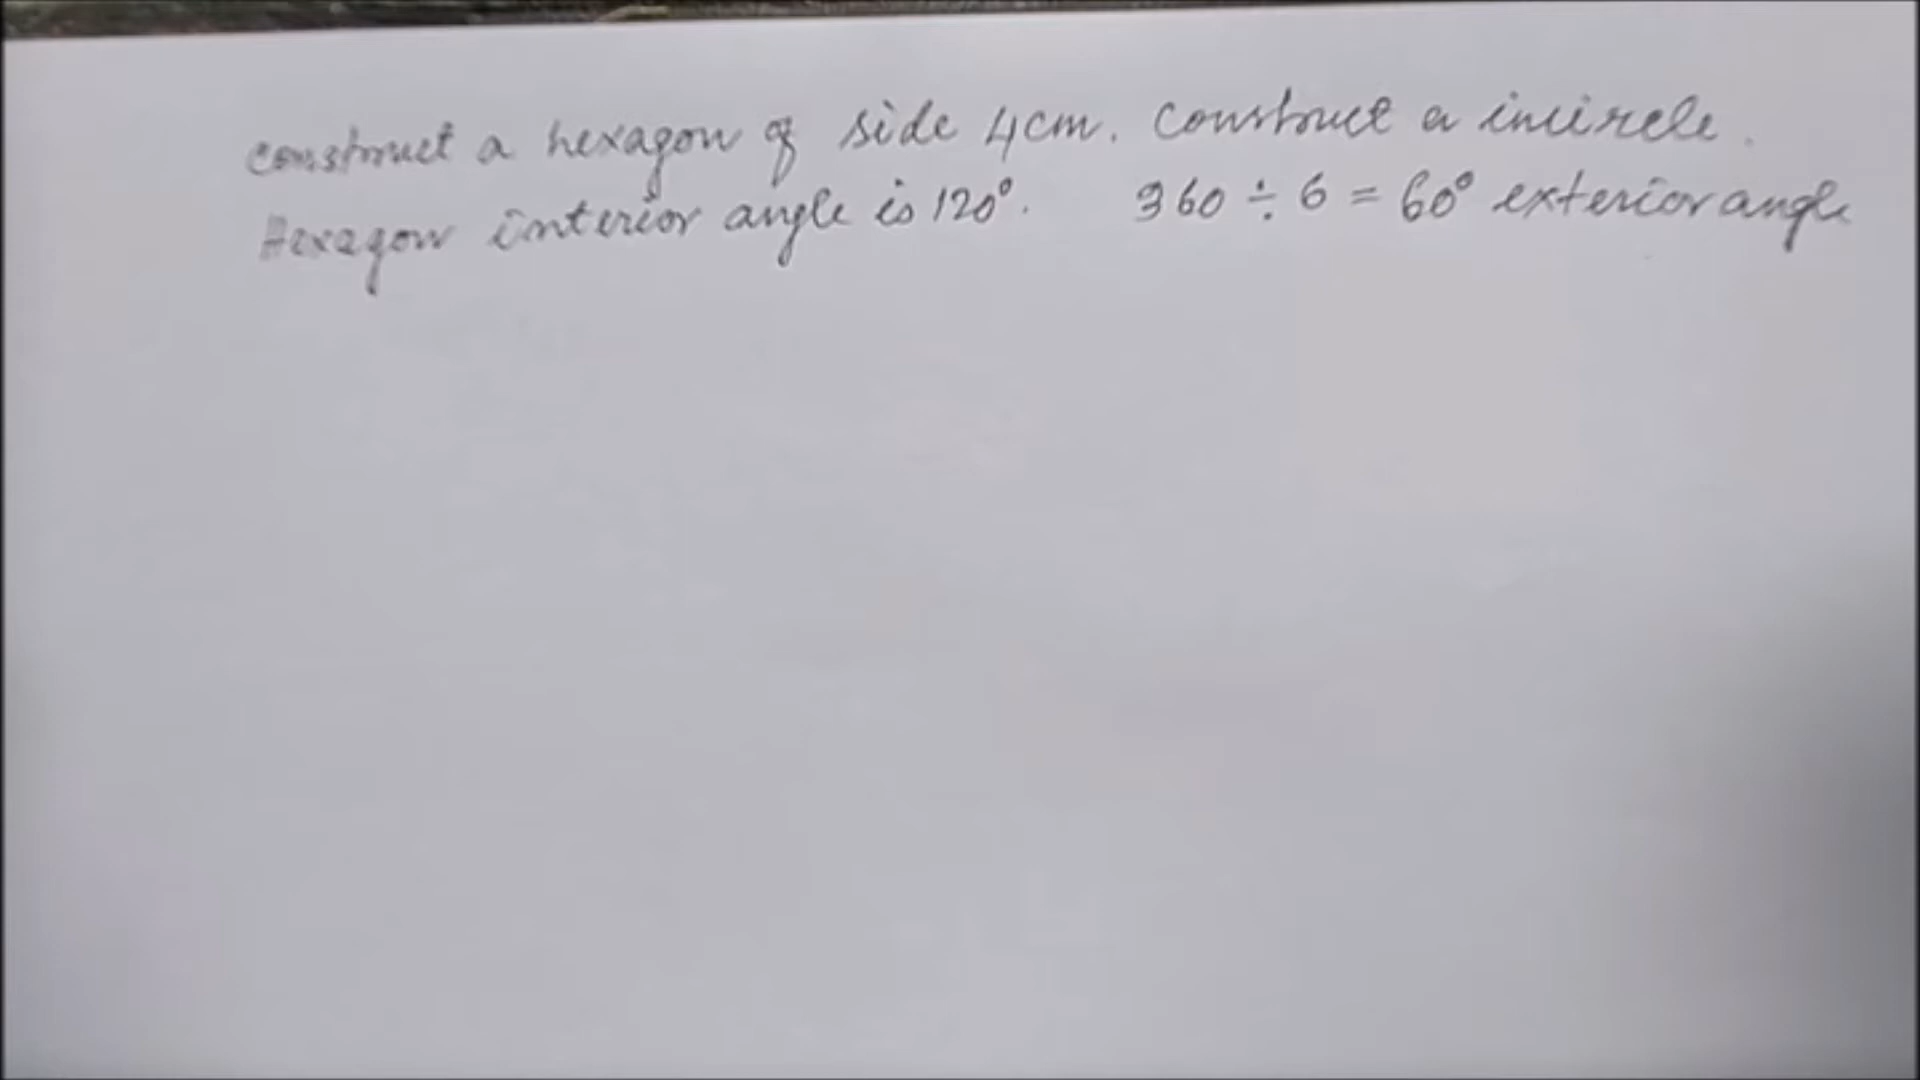 construct a hexagon of side 4cm. Construct a incircle.
Hexagon interior angle is 120°. 360 ÷ 6 = 60° exterior angle